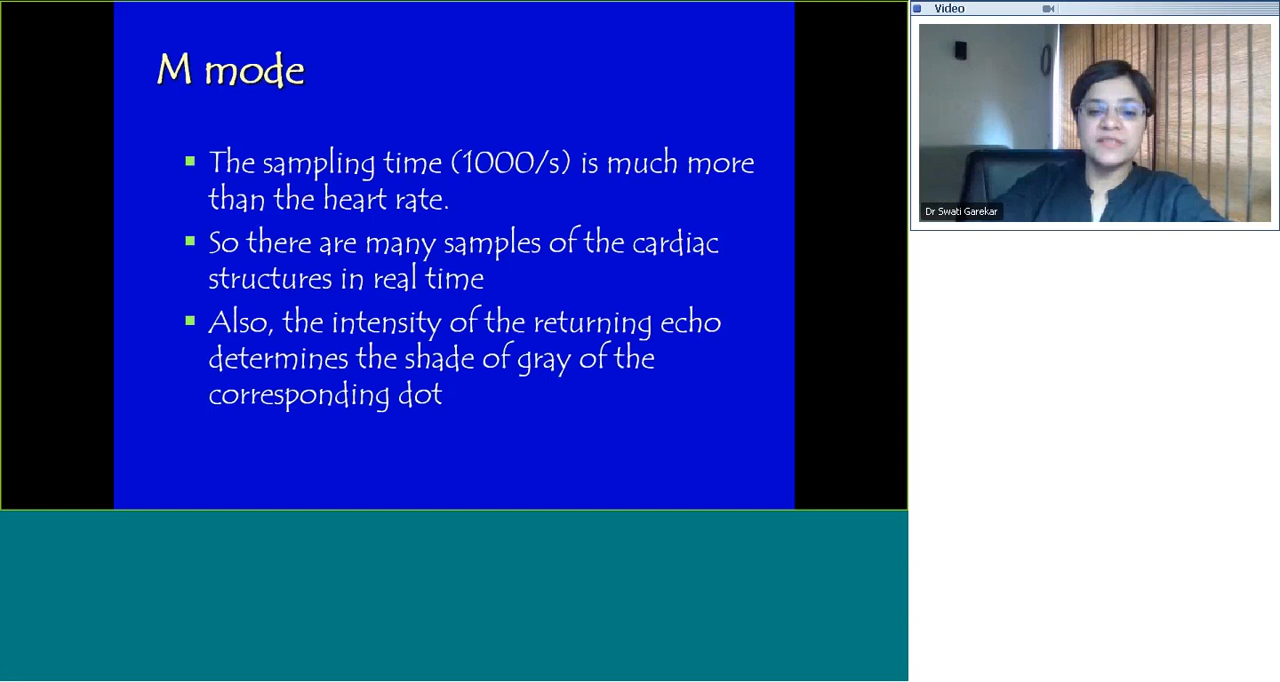 M mode
The sampling time (1000/s) is much more
than the heart rate.
So there are many samples of the cardiac
structures in real time
Also, the intensity of the returning echo
determines the shade of gray of the
corresponding dot
Video
Dr Swati Garekar